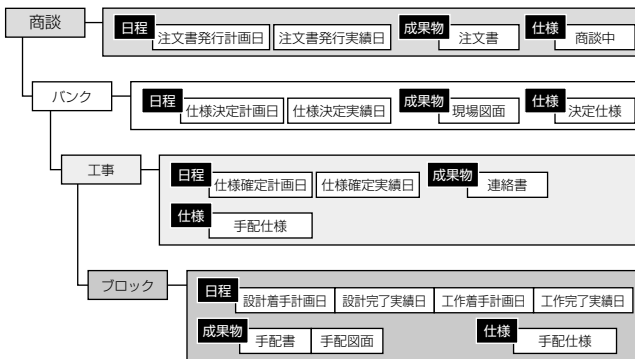 商談
日程 注文書発行計画日 注文書発行実績日 成果物 注文書 仕様 商談中
バンク
日程 仕様決定計画日 仕様決定実績日 成果物 現場図面 仕様 決定仕様
工事
日程 仕様確定計画日 仕様確定実績日 成果物 連絡書
仕様 手配仕様
ブロック
日程 設計着手計画日 設計完了実績日 工作着手計画日 工作完了実績日
成果物 手配書 手配図面 仕様 手配仕様